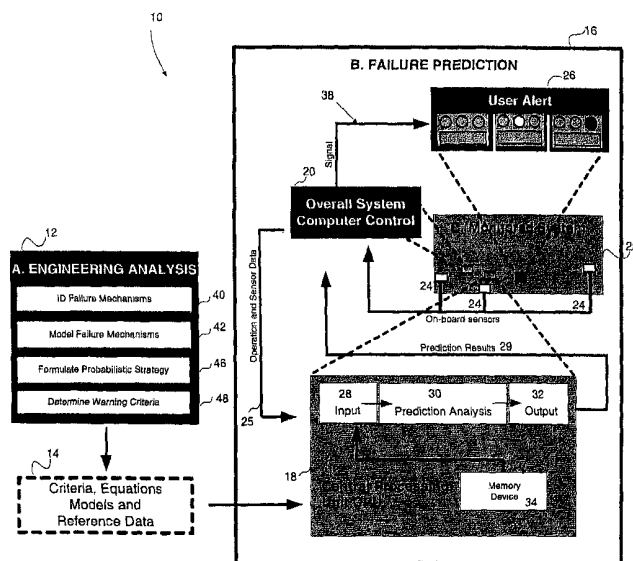 10
16
B. FAILURE PREDICTION
26
User Alert
38
Signal
20
Overall System
Computer Control
12
A. ENGINEERING ANALYSIS
ID Failure Mechanisms
40
Model Failure Mechanisms
42
Formulate Probabilistic Strategy
46
Determine Warning Criteria
48
Operation and Sensor Data
25
24
24
24
On-board sensors
Prediction Results 29
28
Input
30
Prediction Analysis
32
Output
18
Memory
Device
34
14
Criteria, Equations
Models and
Reference Data